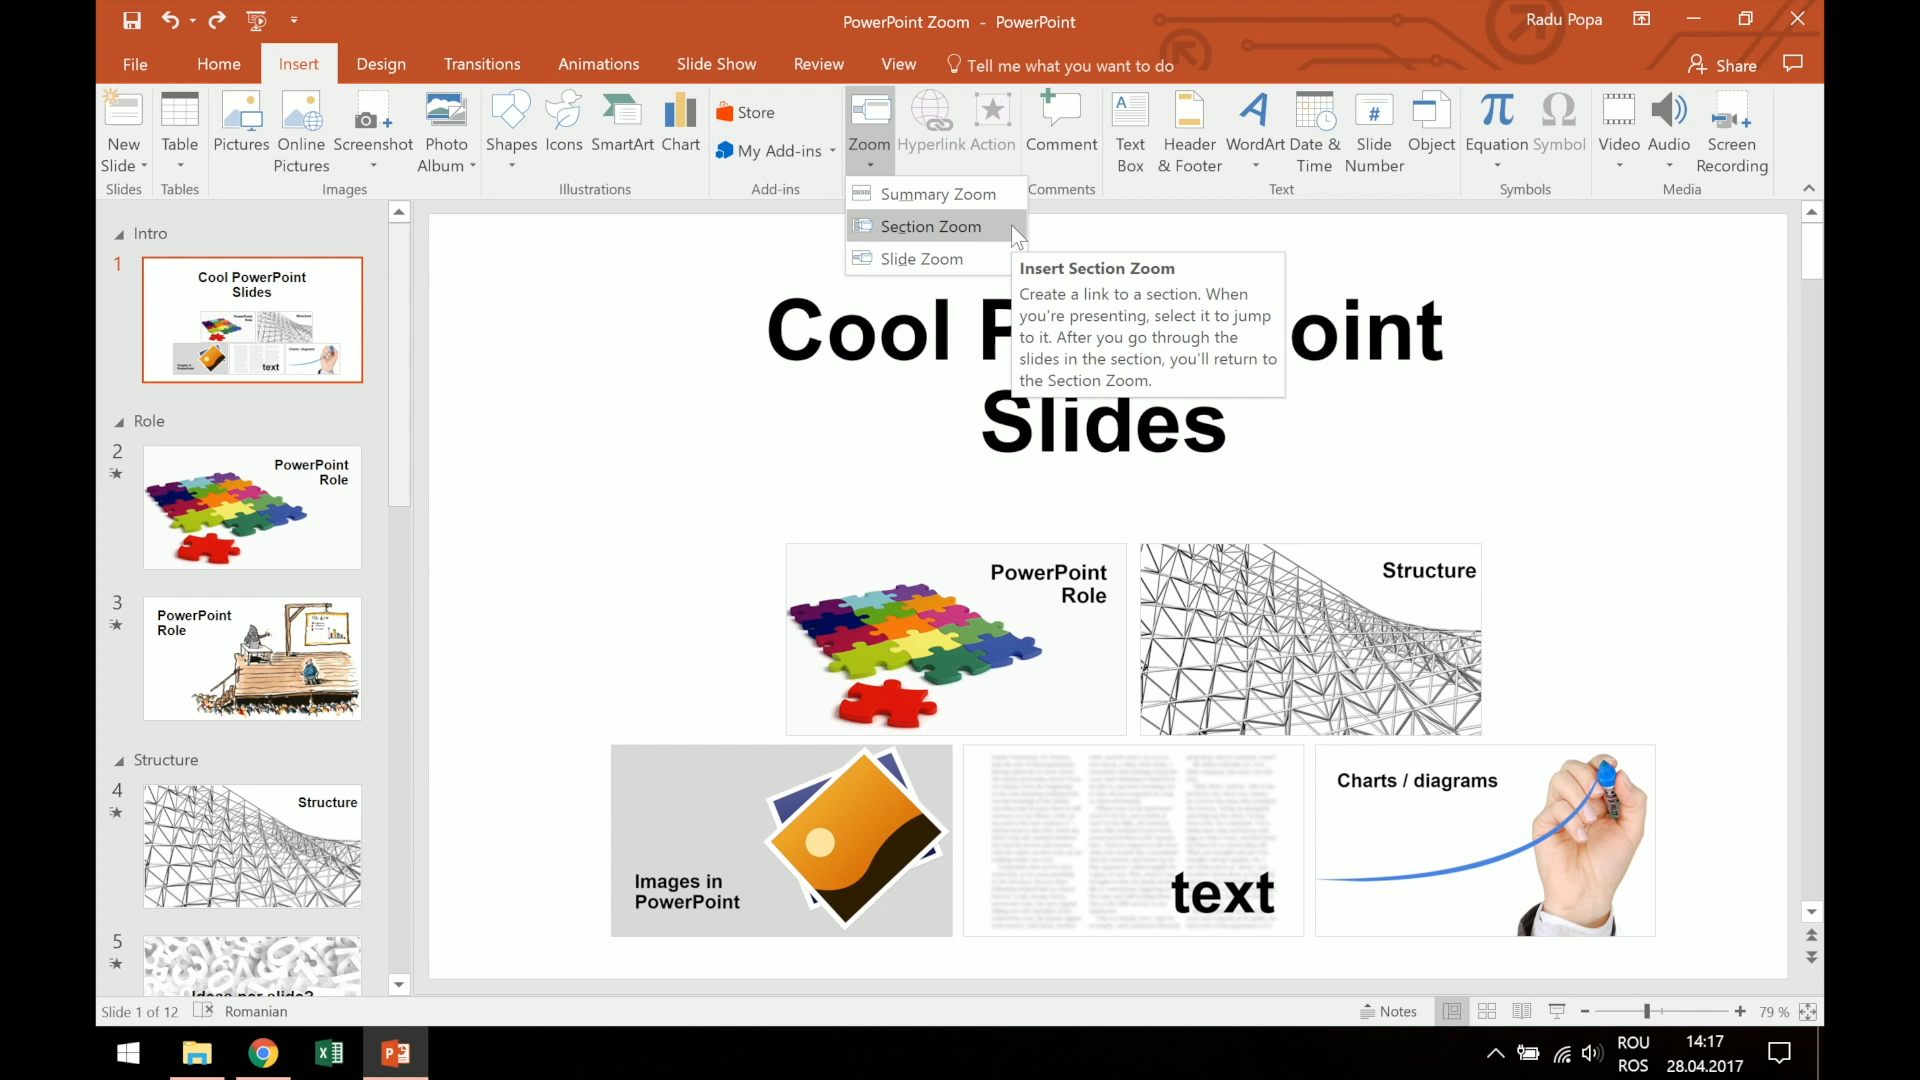 PowerPoint Zoom - PowerPoint
Radu Popa
File Home Insert Design Transitions Animations Slide Show Review View Tell me what you want to do Share
New Slide
Table
Pictures
Online Pictures
Screenshot
Photo Album
Shapes
Icons
SmartArt
Chart
Store
My Add-ins
Zoom
Hyperlink
Action
Comment
Text Box
Header & Footer
WordArt
Date & Time
Slide Number
Object
Equation
Symbol
Video
Audio
Screen Recording
Slides Tables Images Illustrations Add-ins Comments Text Symbols Media
Summary Zoom
Section Zoom
Slide Zoom
Insert Section Zoom
Create a link to a section. When
you're presenting, select it to jump
to it. After you go through the
slides in the section, you'll return to
the Section Zoom.
Intro
1
Cool PowerPoint
Slides
Role
2
PowerPoint
Role
3
PowerPoint
Role
Structure
4
Structure
5
Cool P oint
Slides
PowerPoint
Role
Structure
Images in
PowerPoint
text
Charts / diagrams
Slide 1 of 12 Romanian
Notes
79 %
ROU
ROS
14:17
28.04.2017